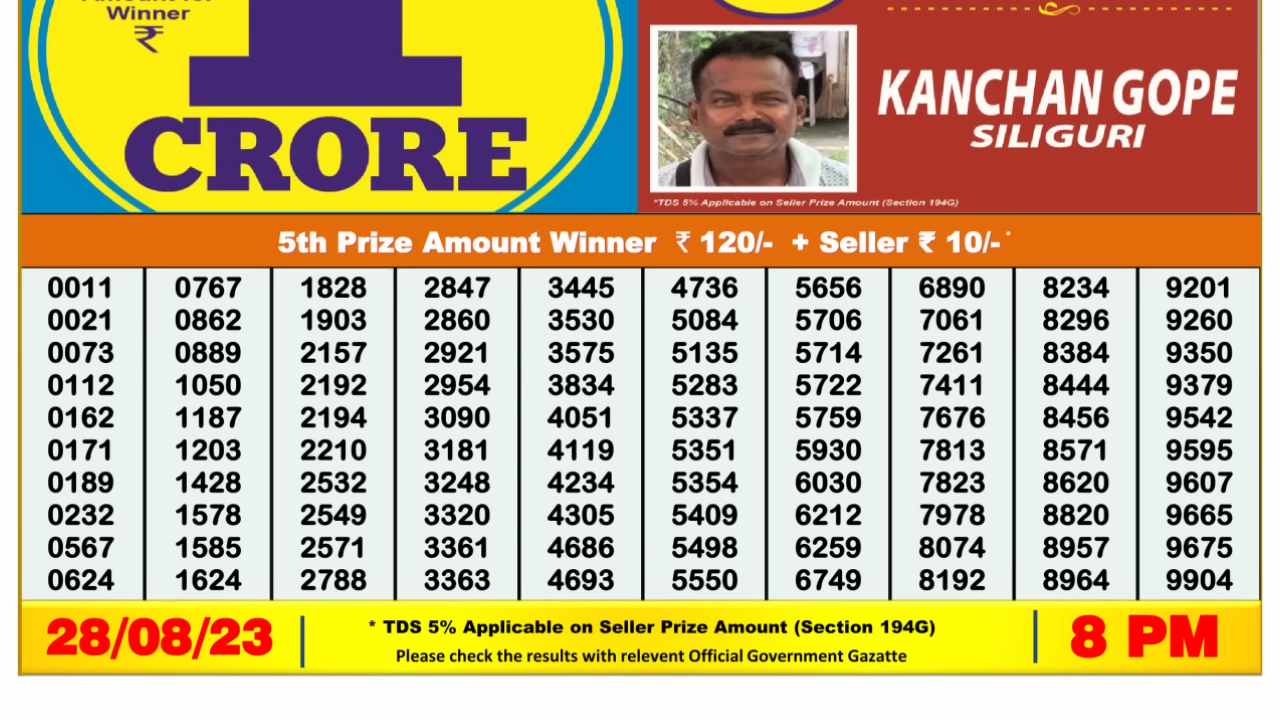 Winner
₹
1
CRORE
KANCHAN GOPE
SILIGURI
*TDS 5% Applicable on Seller Prize Amount (Section 194G)
5th Prize Amount Winner ₹ 120/- + Seller ₹ 10/- *
0011 0767 1828 2847 3445 4736 5656 6890 8234 9201
0021 0862 1903 2860 3530 5084 5706 7061 8296 9260
0073 0889 2157 2921 3575 5135 5714 7261 8384 9350
0112 1050 2192 2954 3834 5283 5722 7411 8444 9379
0162 1187 2194 3090 4051 5337 5759 7676 8456 9542
0171 1203 2210 3181 4119 5351 5930 7813 8571 9595
0189 1428 2532 3248 4234 5354 6030 7823 8620 9607
0232 1578 2549 3320 4305 5409 6212 7978 8820 9665
0567 1585 2571 3361 4686 5498 6259 8074 8957 9675
0624 1624 2788 3363 4693 5550 6749 8192 8964 9904
28/08/23
* TDS 5% Applicable on Seller Prize Amount (Section 194G)
Please check the results with relevent Official Government Gazatte
8 PM